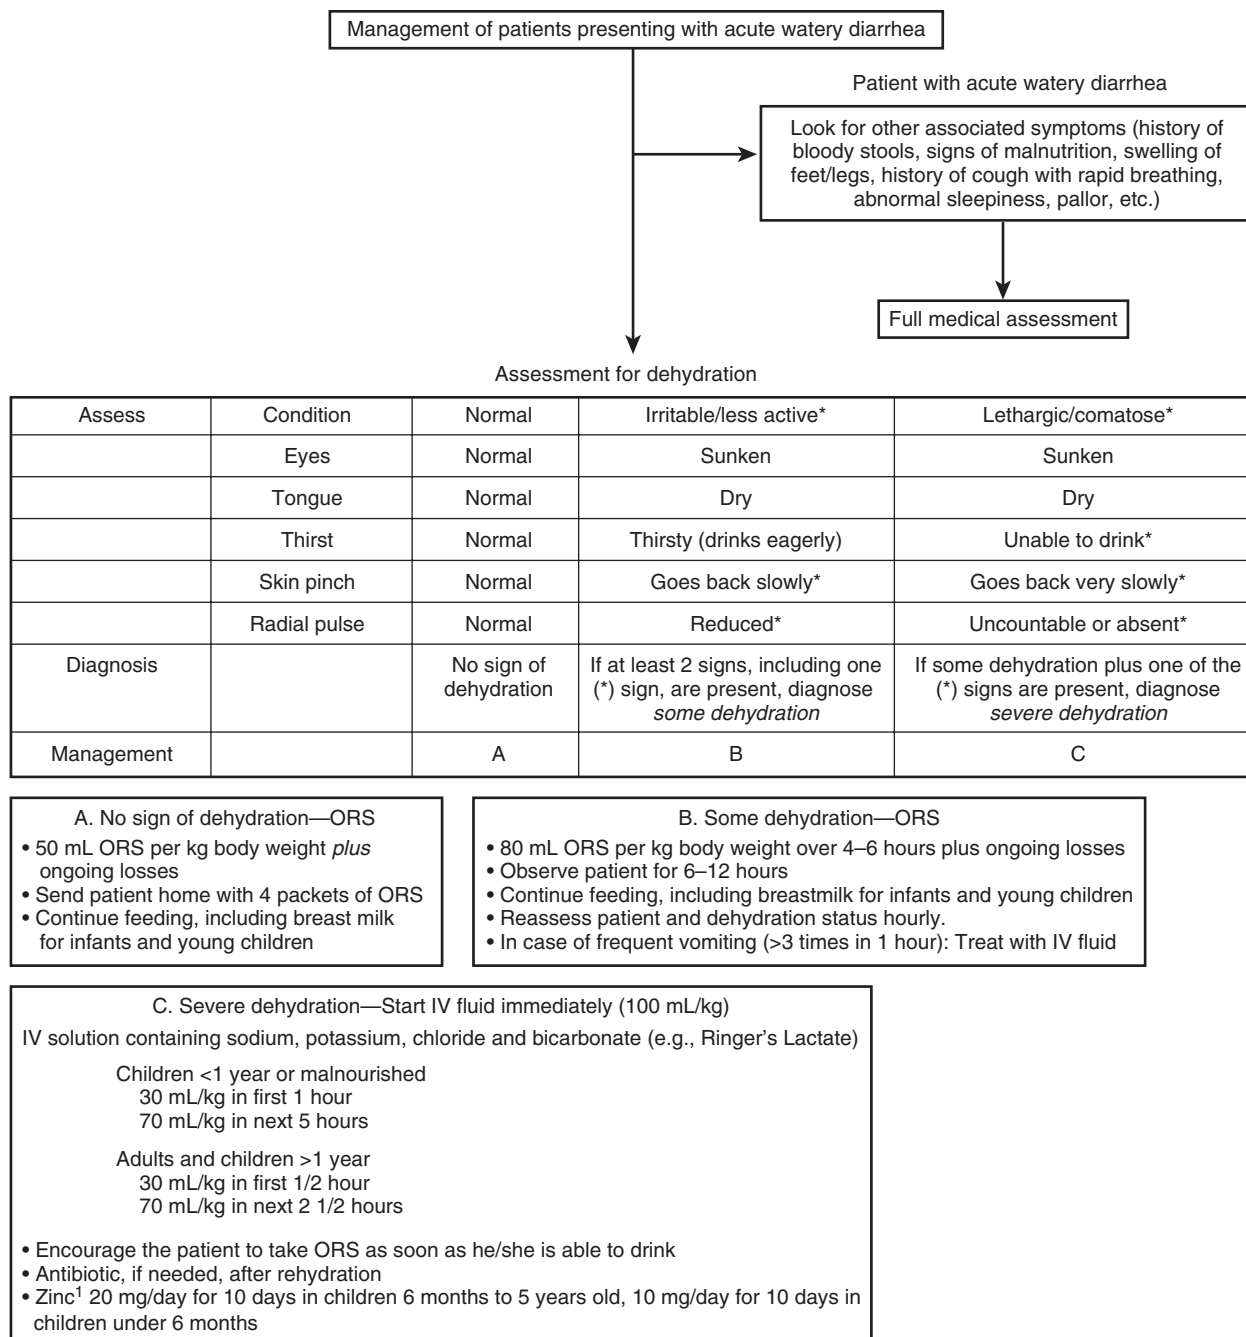 Management of patients presenting with acute watery diarrhea
Patient with acute watery diarrhea
Look for other associated symptoms (history of
bloody stools, signs of malnutrition, swelling of
feet/legs, history of cough with rapid breathing,
abnormal sleepiness, pallor, etc.)
Full medical assessment
Assessment for dehydration
Assess Condition Normal Irritable/less active* Lethargic/comatose*
Eyes Normal Sunken Sunken
Tongue Normal Dry Dry
Thirst Normal Thirsty (drinks eagerly) Unable to drink*
Skin pinch Normal Goes back slowly* Goes back very slowly*
Radial pulse Normal Reduced* Uncountable or absent*
Diagnosis
No sign of
dehydration
If at least 2 signs, including one
(*) sign, are present, diagnose
some dehydration
If some dehydration plus one of the
(*) signs are present, diagnose
severe dehydration
Management A B C
A. No sign of dehydration—ORS
• 50 mL ORS per kg body weight plus
ongoing losses
• Send patient home with 4 packets of ORS
• Continue feeding, including breast milk
for infants and young children
B. Some dehydration—ORS
• 80 mL ORS per kg body weight over 4–6 hours plus ongoing losses
• Observe patient for 6–12 hours
• Continue feeding, including breastmilk for infants and young children
• Reassess patient and dehydration status hourly.
• In case of frequent vomiting (>3 times in 1 hour): Treat with IV fluid
C. Severe dehydration—Start IV fluid immediately (100 mL/kg)
IV solution containing sodium, potassium, chloride and bicarbonate (e.g., Ringer's Lactate)
Children <1 year or malnourished
30 mL/kg in first 1 hour
70 mL/kg in next 5 hours
Adults and children >1 year
30 mL/kg in first 1/2 hour
70 mL/kg in next 2 1/2 hours
• Encourage the patient to take ORS as soon as he/she is able to drink
• Antibiotic, if needed, after rehydration
• Zinc¹ 20 mg/day for 10 days in children 6 months to 5 years old, 10 mg/day for 10 days in
children under 6 months